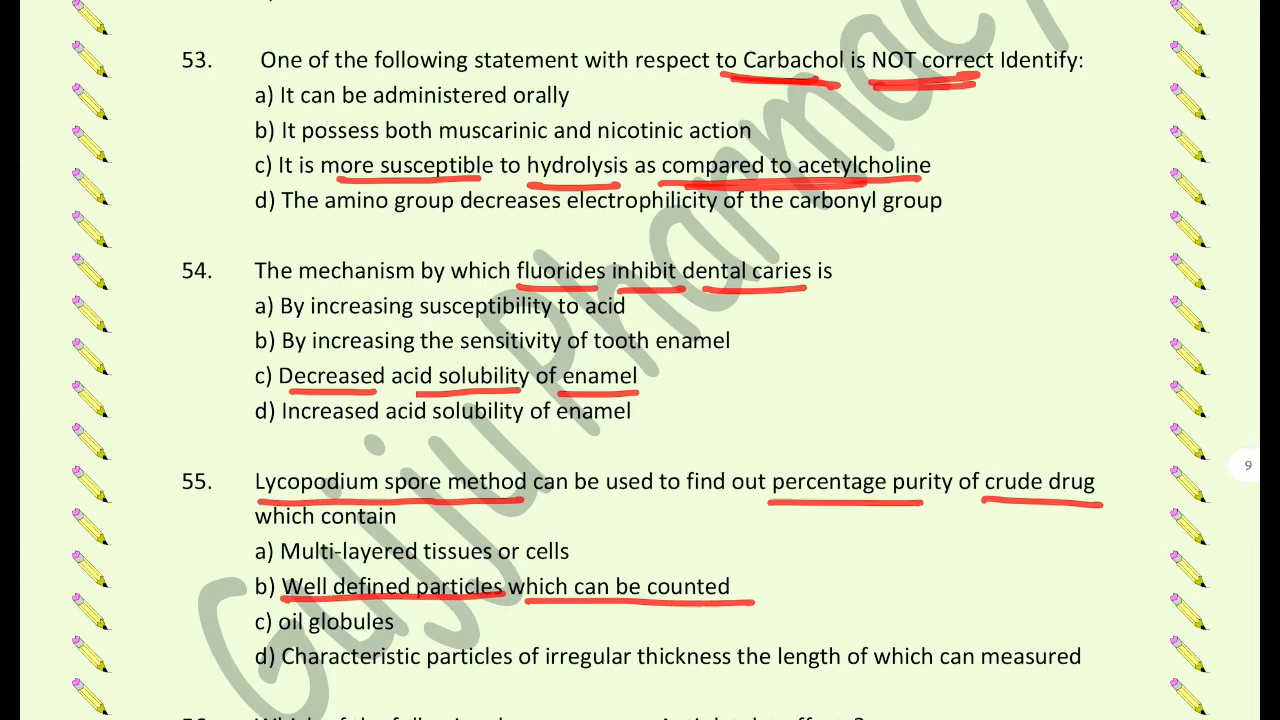 53. One of the following statement with respect to Carbachol is NOT correct Identify:
a) It can be administered orally
b) It possess both muscarinic and nicotinic action
c) It is more susceptible to hydrolysis as compared to acetylcholine
d) The amino group decreases electrophilicity of the carbonyl group
54. The mechanism by which fluorides inhibit dental caries is
a) By increasing susceptibility to acid
b) By increasing the sensitivity of tooth enamel
c) Decreased acid solubility of enamel
d) Increased acid solubility of enamel
9
55. Lycopodium spore method can be used to find out percentage purity of crude drug
which contain
a) Multi-layered tissues or cells
b) Well defined particles which can be counted
c) oil globules
d) Characteristic particles of irregular thickness the length of which can measured
Gujju Pharmacy